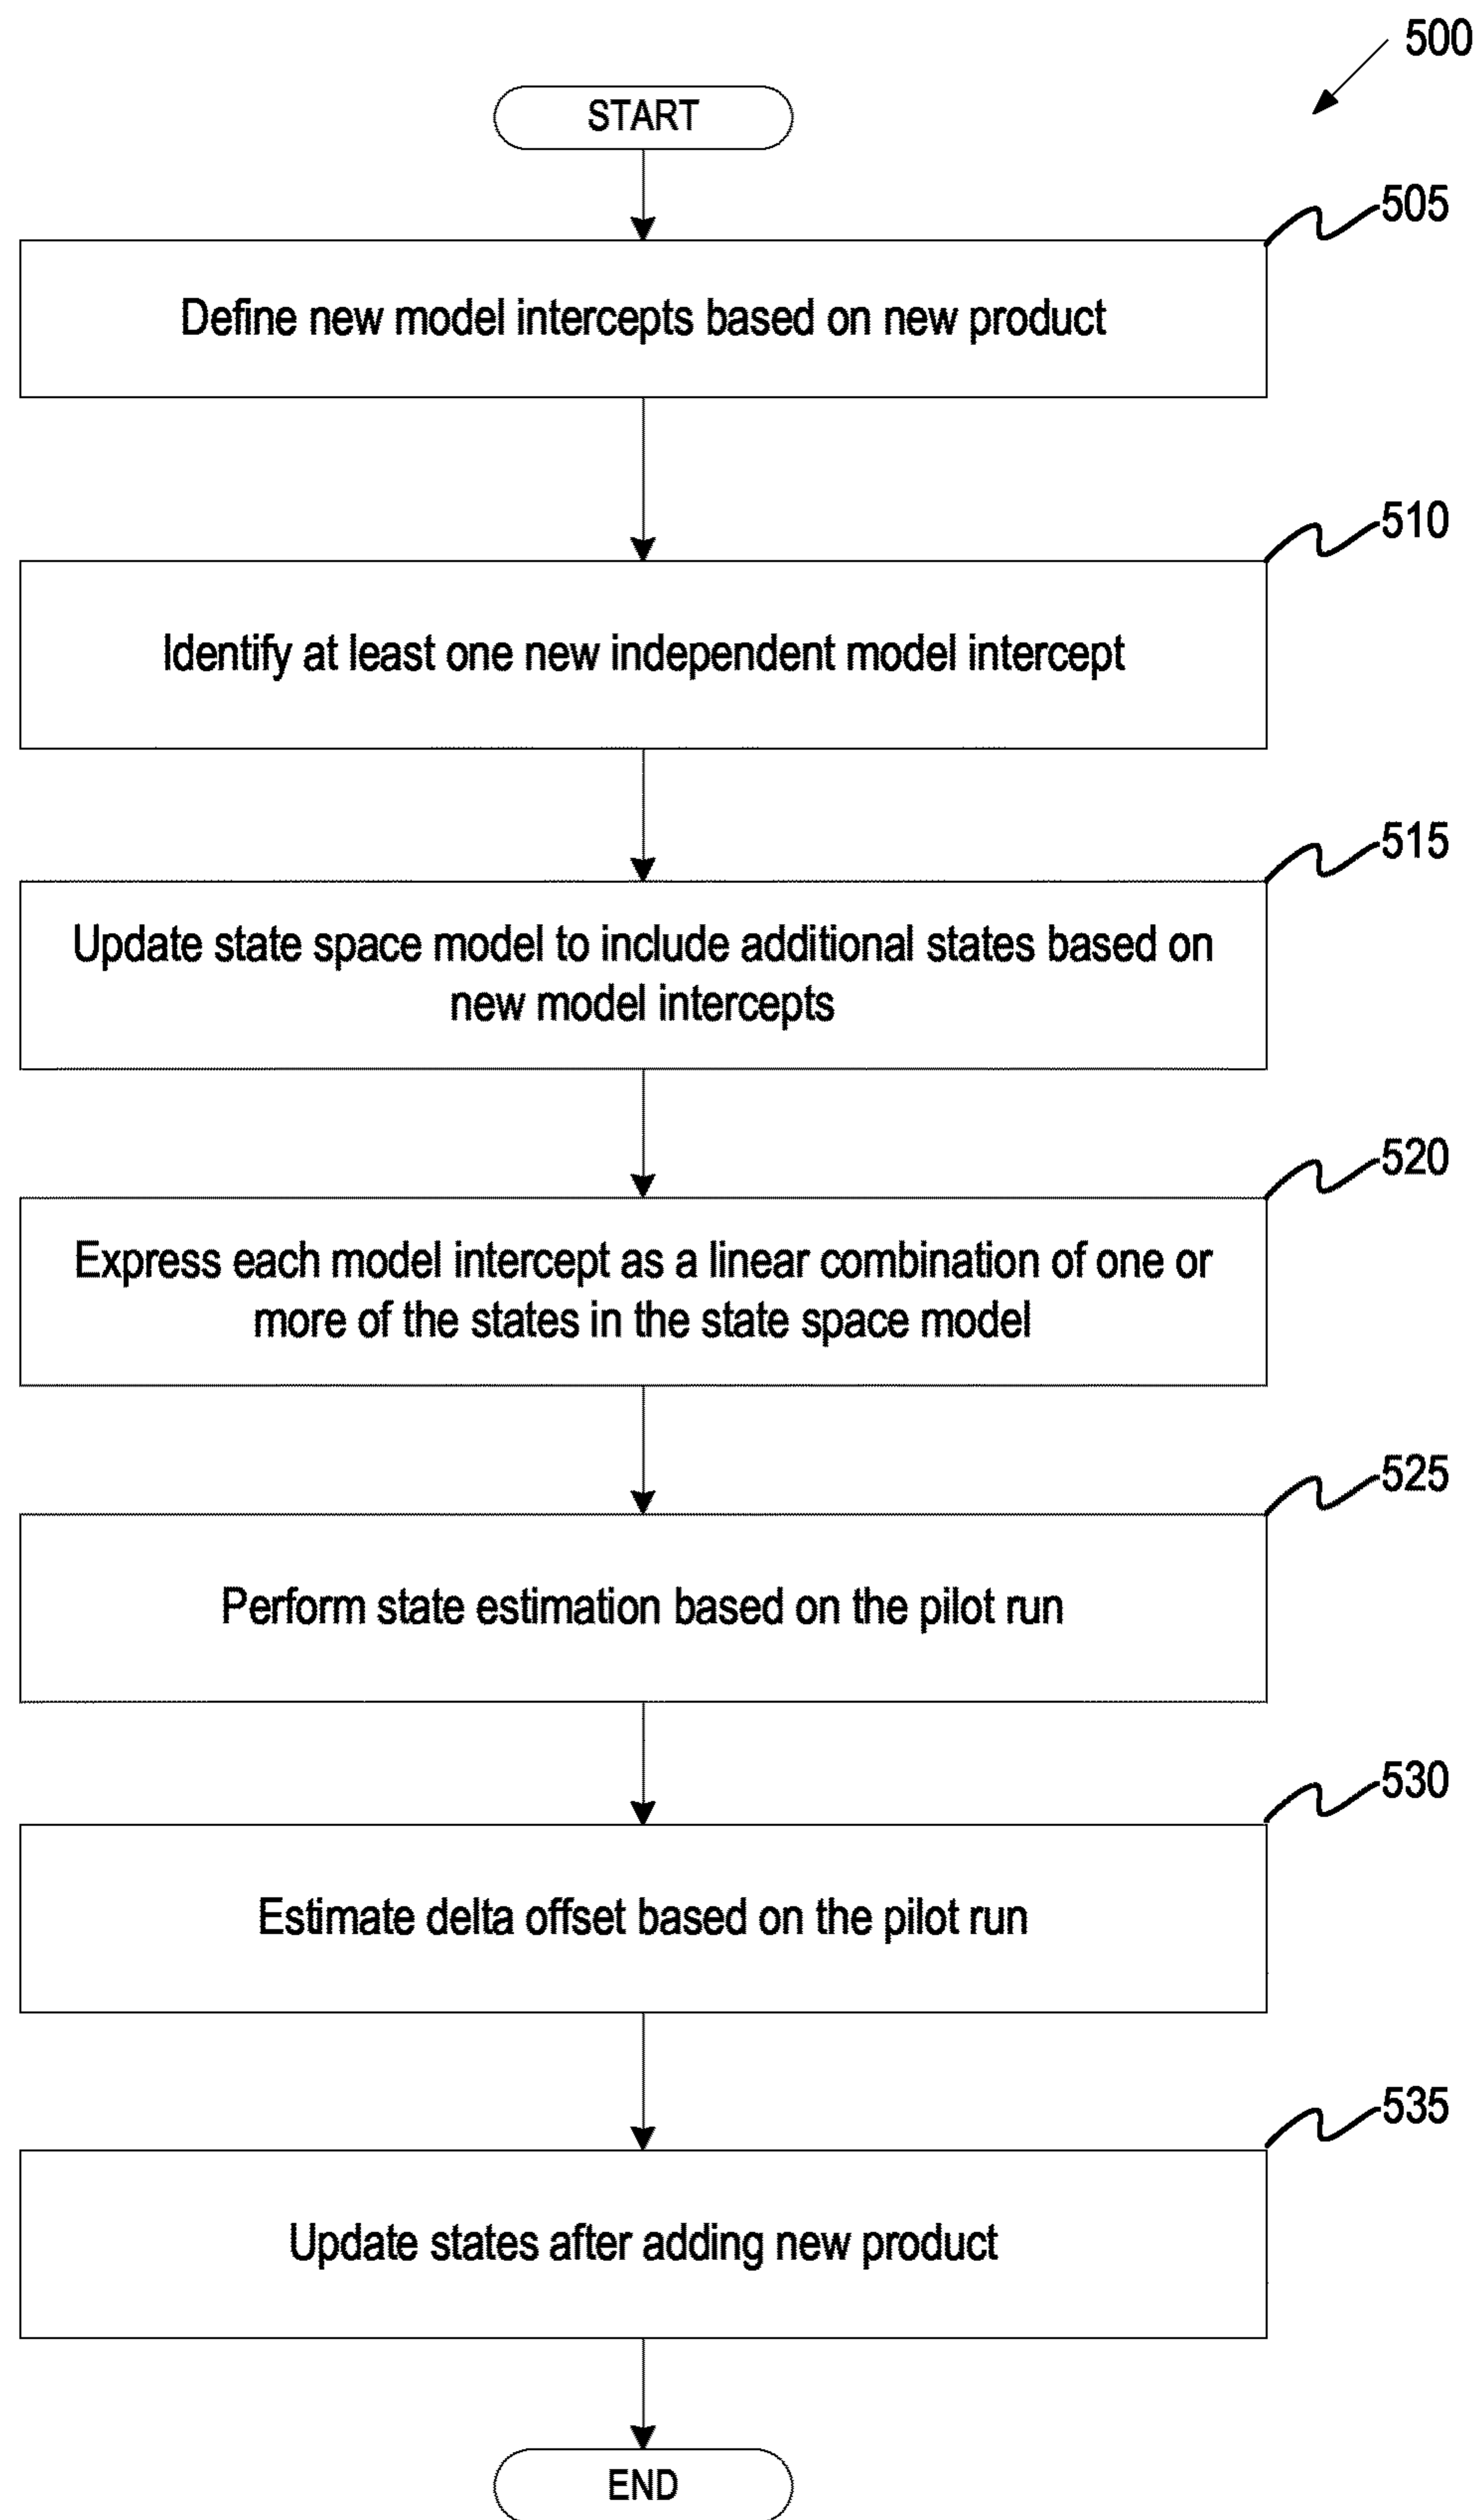 500
START
505
Define new model intercepts based on new product
510
Identify at least one new independent model intercept
515
Update state space model to include additional states based on
new model intercepts
520
Express each model intercept as a linear combination of one or
more of the states in the state space model
525
Perform state estimation based on the pilot run
530
Estimate delta offset based on the pilot run
535
Update states after adding new product
END